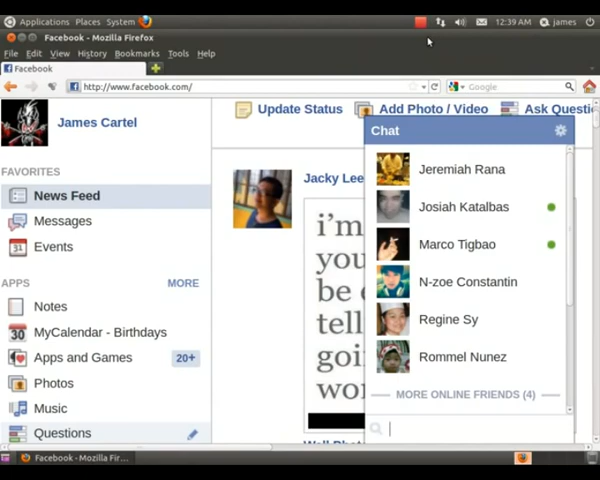 Applications Places System
12:39 AM james
Facebook - Mozilla Firefox
File Edit View History Bookmarks Tools Help
Facebook
http://www.facebook.com/
Google
James Cartel
Update Status Add Photo / Video Ask Questi
FAVORITES
News Feed
Messages
31 Events
APPS MORE
Notes
30 MyCalendar - Birthdays
Apps and Games 20+
Photos
Music
Questions
Jacky Lee
i'm
you
be
tell
goi
wor
Chat
Jeremiah Rana
Josiah Katalbas
Marco Tigbao
N-zoe Constantin
Regine Sy
Rommel Nunez
MORE ONLINE FRIENDS (4)
Facebook - Mozilla Fir...